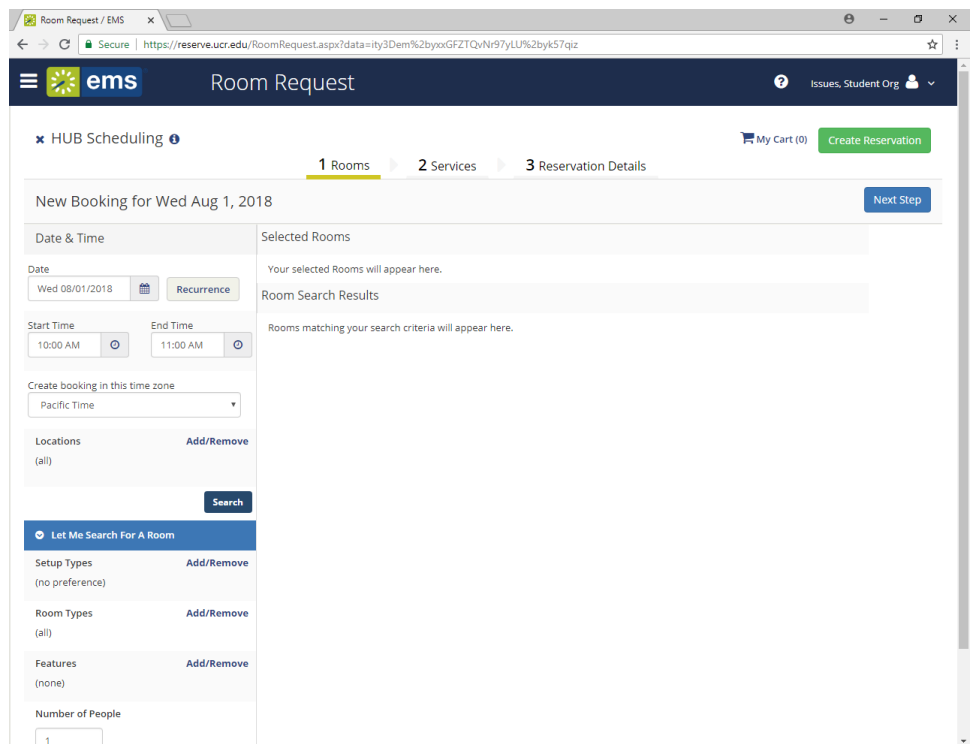 Room Request / EMS
Secure | https://reserve.ucr.edu/RoomRequest.aspx?data=ity3Dem%2byxxGFZTQvNr97yLU%2byk57qiz
ems Room Request Issues, Student Org
HUB Scheduling My Cart (0) Create Reservation
1 Rooms 2 Services 3 Reservation Details
New Booking for Wed Aug 1, 2018 Next Step
Date & Time
Selected Rooms
Date
Your selected Rooms will appear here.
Wed 08/01/2018 Recurrence
Room Search Results
Start Time End Time
Rooms matching your search criteria will appear here.
10:00 AM 11:00 AM
Create booking in this time zone
Pacific Time
Locations Add/Remove
(all)
Search
Let Me Search For A Room
Setup Types Add/Remove
(no preference)
Room Types Add/Remove
(all)
Features Add/Remove
(none)
Number of People
1